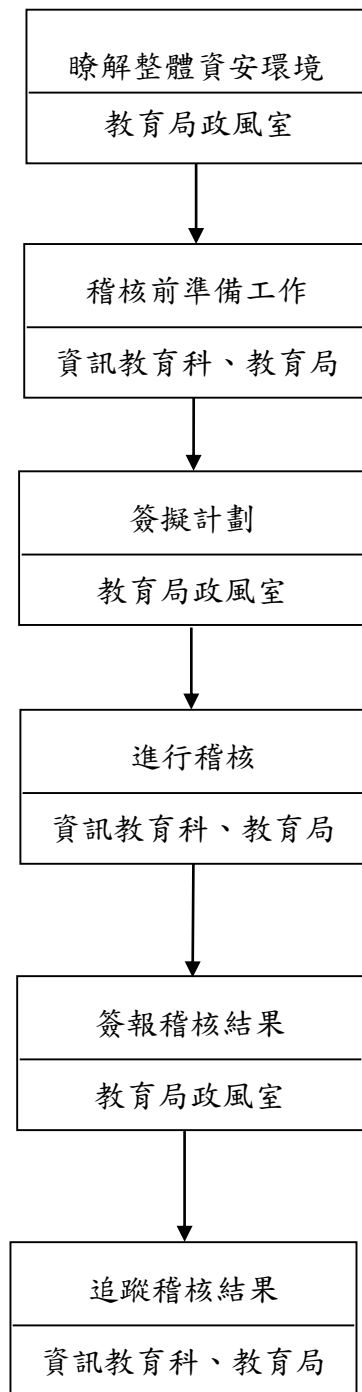 瞭解整體資安環境
教育局政風室
稽核前準備工作
資訊教育科、教育局
簽擬計劃
教育局政風室
進行稽核
資訊教育科、教育局
簽報稽核結果
教育局政風室
追蹤稽核結果
資訊教育科、教育局